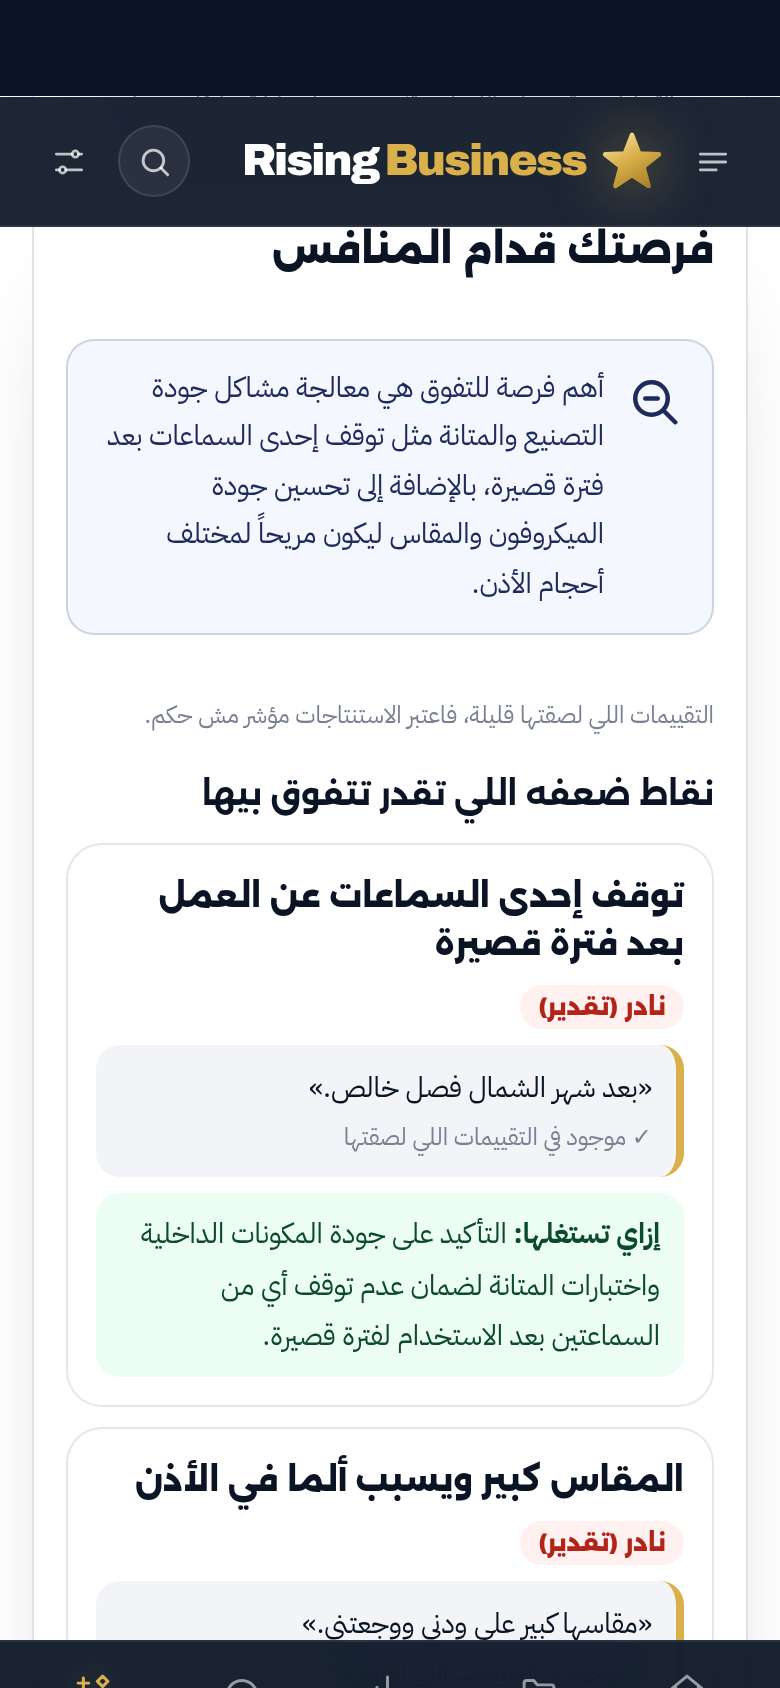 Rising Business
فرصتك قدام المنافس
أهم فرصة للتفوق هي معالجة مشاكل جودة
التصنيع والمتانة مثل توقف إحدى السماعات بعد
فترة قصيرة، بالإضافة إلى تحسين جودة
الميكروفون والمقاس ليكون مريحاً لمختلف
أحجام الأذن.
التقييمات اللي لصقتها قليلة، فاعتبر الاستنتاجات مؤشر مش حكم.
نقاط ضعفه اللي تقدر تتفوق بيها
توقف إحدى السماعات عن العمل
بعد فترة قصيرة
نادر (تقدير)
«بعد شهر الشمال فصل خالص.»
✓ موجود في التقييمات اللي لصقتها
إزاي تستغلها: التأكيد على جودة المكونات الداخلية
واختبارات المتانة لضمان عدم توقف أي من
السماعتين بعد الاستخدام لفترة قصيرة.
المقاس كبير ويسبب ألما في الأذن
نادر (تقدير)
«مقاسها كبير على ودني ووجعتني.»